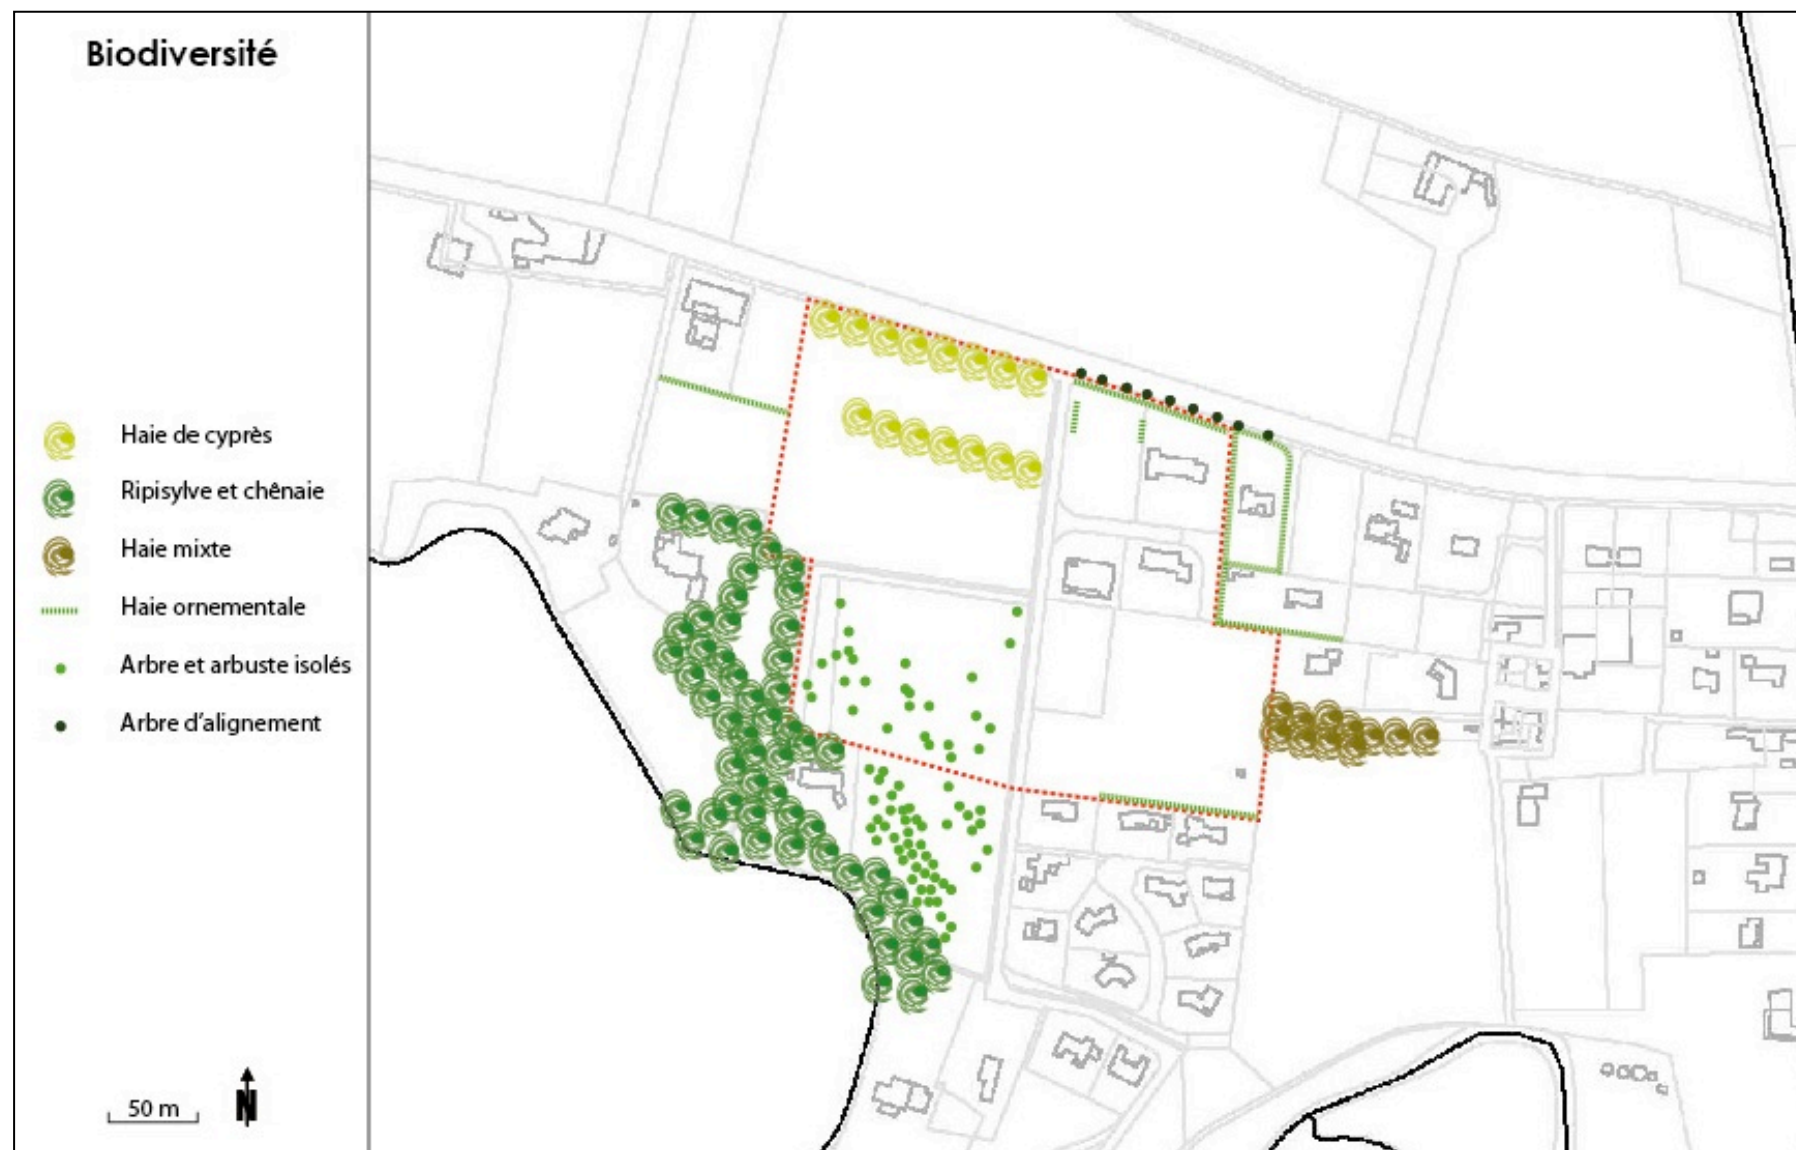 Biodiversité
Haie de cyprès
Ripisylve et chênaie
Haie mixte
Haie ornementale
Arbre et arbuste isolés
Arbre d'alignement
50 m
N